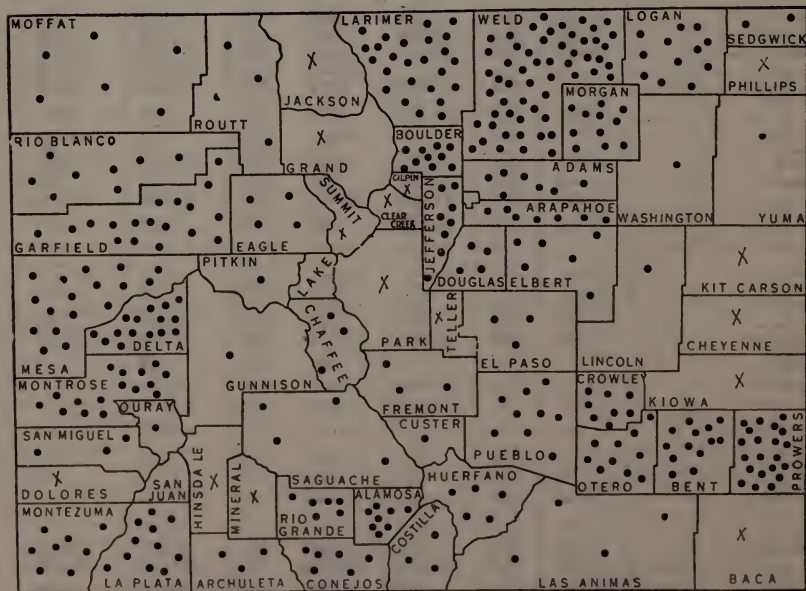 MOFFAT
LARIMER
WELD
LOGAN
SEDGWICK
X
X
PHILLIPS
JACKSON
MORGAN
ROUTT
RIO BLANCO
BOULDER
X
GRAND
GILPIN
X
ADAMS
SUMMIT
X
CLEAR
CREEK
JEFFERSON
ARAPAHOE
WASHINGTON
YUMA
X
GARFIELD
EAGLE
PITKIN
LAKE
DOUGLAS
ELBERT
X
KIT CARSON
X
X
TELLER
X
DELTA
CHAFFEE
PARK
CHEYENNE
MESA
EL PASO
LINCOLN
MONTROSE
GUNNISON
CROWLEY
X
KIOWA
OURAY
FREMONT
CUSTER
SAN MIGUEL
PUEBLO
PROWERS
X
DOLORES
SAN
JUAN
HINSDALE
X
MINERAL
X
SAGUACHE
HUERFANO
OTERO
BENT
MONTEZUMA
RIO
GRANDE
ALAMOSA
COSTILLA
X
LA PLATA
ARCHULETA
CONEJOS
LAS ANIMAS
BACA